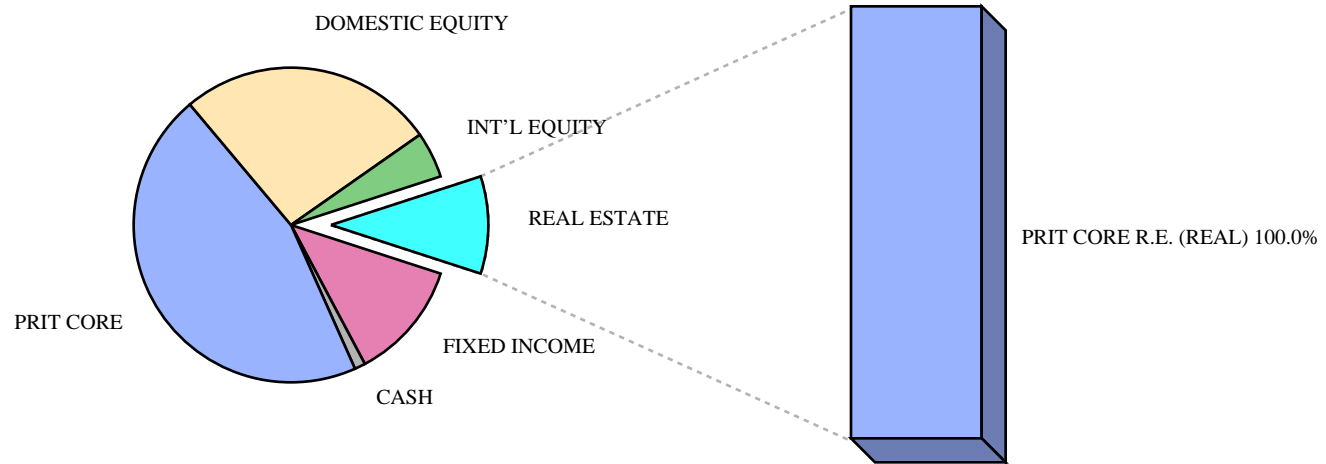 DOMESTIC EQUITY
INT'L EQUITY
REAL ESTATE
PRIT CORE R.E. (REAL) 100.0%
PRIT CORE
FIXED INCOME
CASH